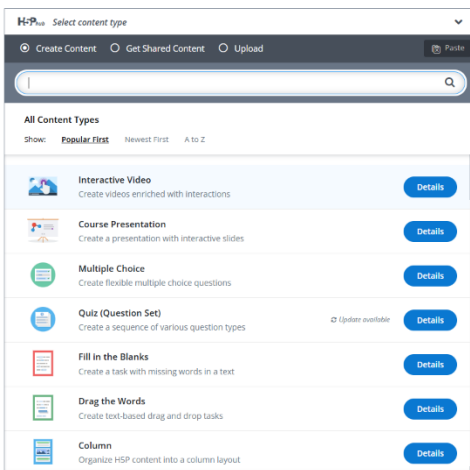 H5P HUB Select content type
Create Content Get Shared Content Upload Paste
All Content Types
Show: Popular First Newest First A to Z
Interactive Video
Create videos enriched with interactions
Details
Course Presentation
Create a presentation with interactive slides
Details
Multiple Choice
Create flexible multiple choice questions
Details
Quiz (Question Set)
Create a sequence of various question types
Update available Details
Fill in the Blanks
Create a task with missing words in a text
Details
Drag the Words
Create text-based drag and drop tasks
Details
Column
Organize H5P content into a column layout
Details